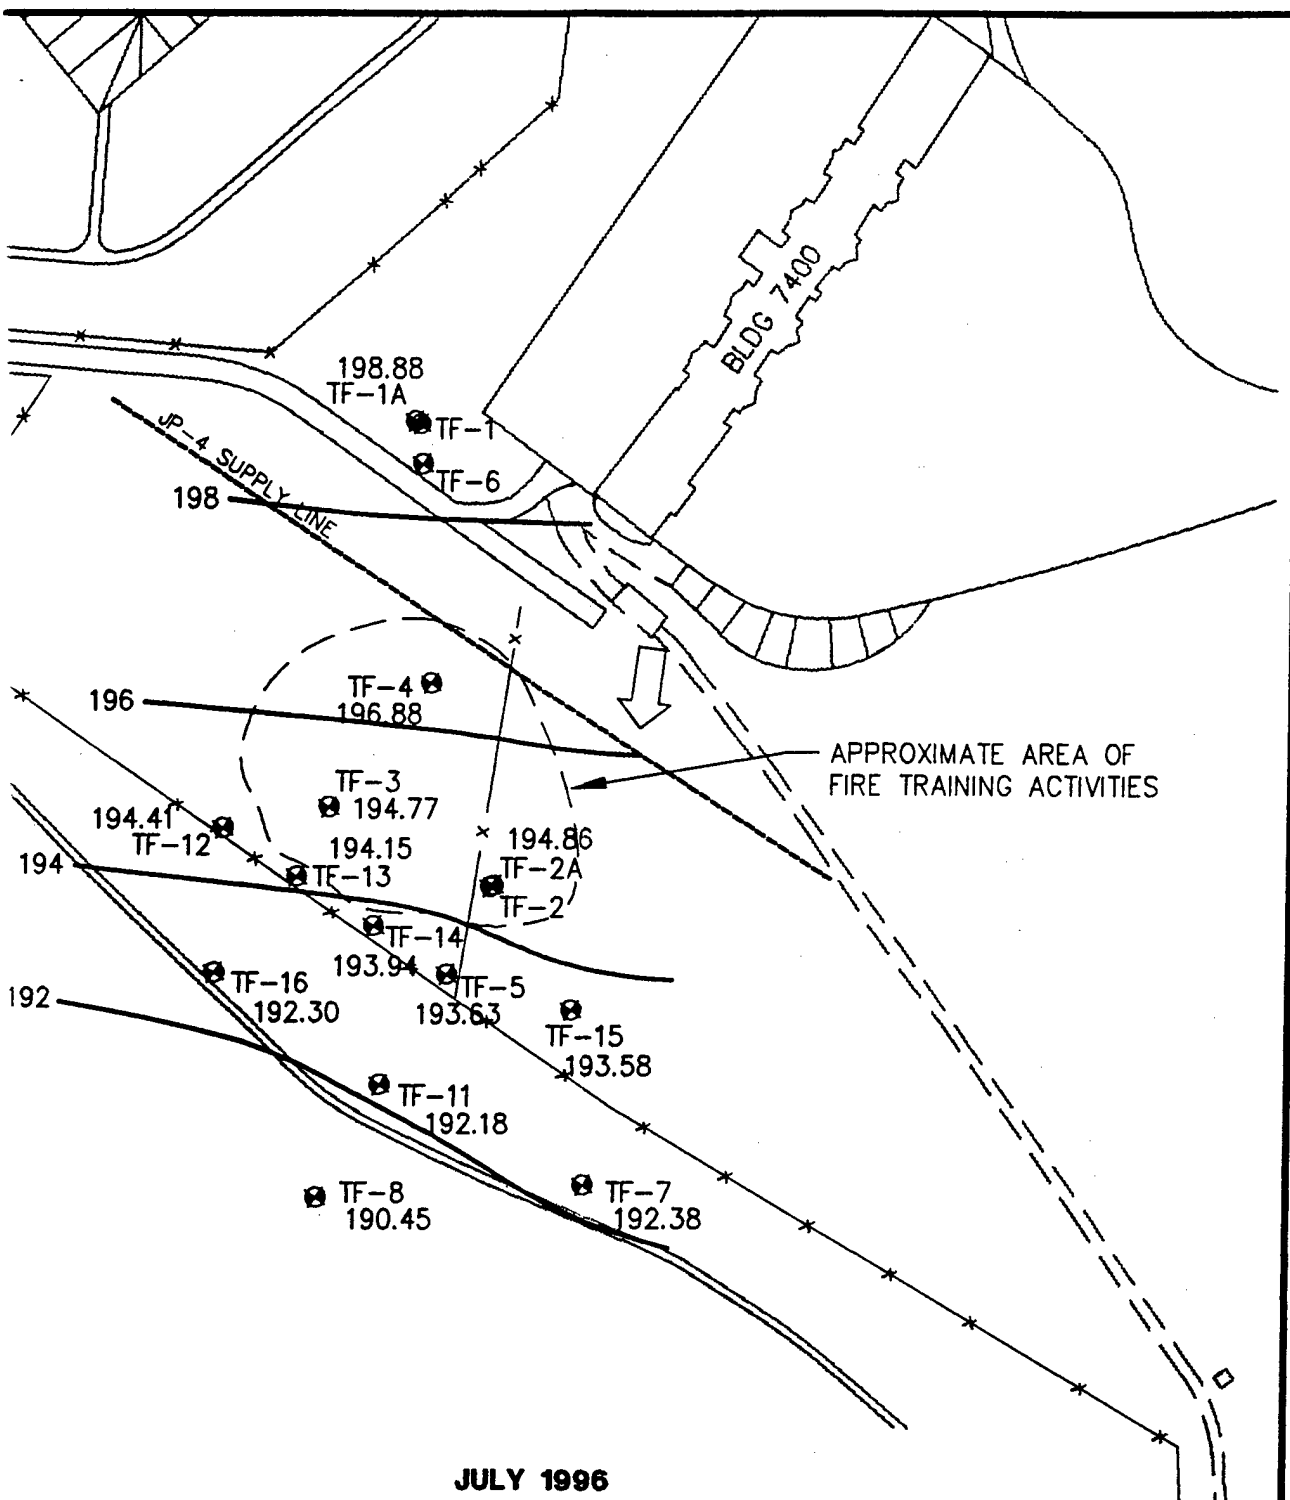 BLDG 7400
198.88
TF-1A
TF-1
TF-6
JP-4 SUPPLY LINE
198
TF-4
196.88
196
APPROXIMATE AREA OF
FIRE TRAINING ACTIVITIES
TF-3
194.77
194.41
TF-12
194.86
TF-2A
TF-2
194.15
TF-13
194
TF-14
193.94
TF-16
192.30
TF-5
193.63
192
TF-15
193.58
TF-11
192.18
TF-8
190.45
TF-7
192.38
JULY 1996